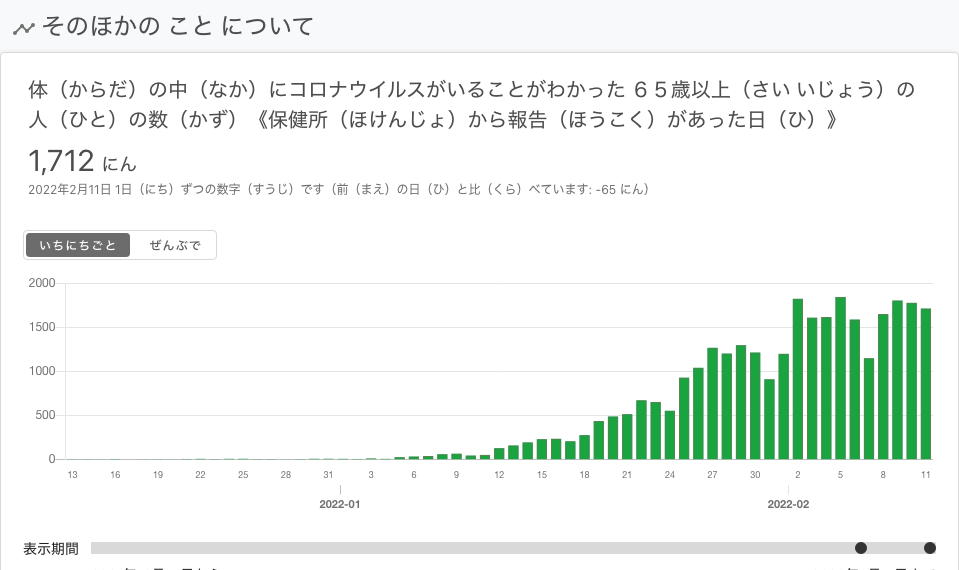 そのほかの こと について
体（からだ）の中（なか）にコロナウイルスがいることがわかった ６５歳以上（さい いじょう）の
人（ひと）の数（かず）《保健所（ほけんじょ）から報告（ほうこく）があった日（ひ）》
1,712 にん
2022年2月11日 1日（にち）ずつの数字（すうじ）です（前（まえ）の日（ひ）と比（くら）べています: -65 にん）
いちにちごと ぜんぶで
2000
1500
1000
500
0
13 16 19 22 25 28 31 3 6 9 12 15 18 21 24 27 30 2 5 8 11
2022-01 2022-02
表示期間